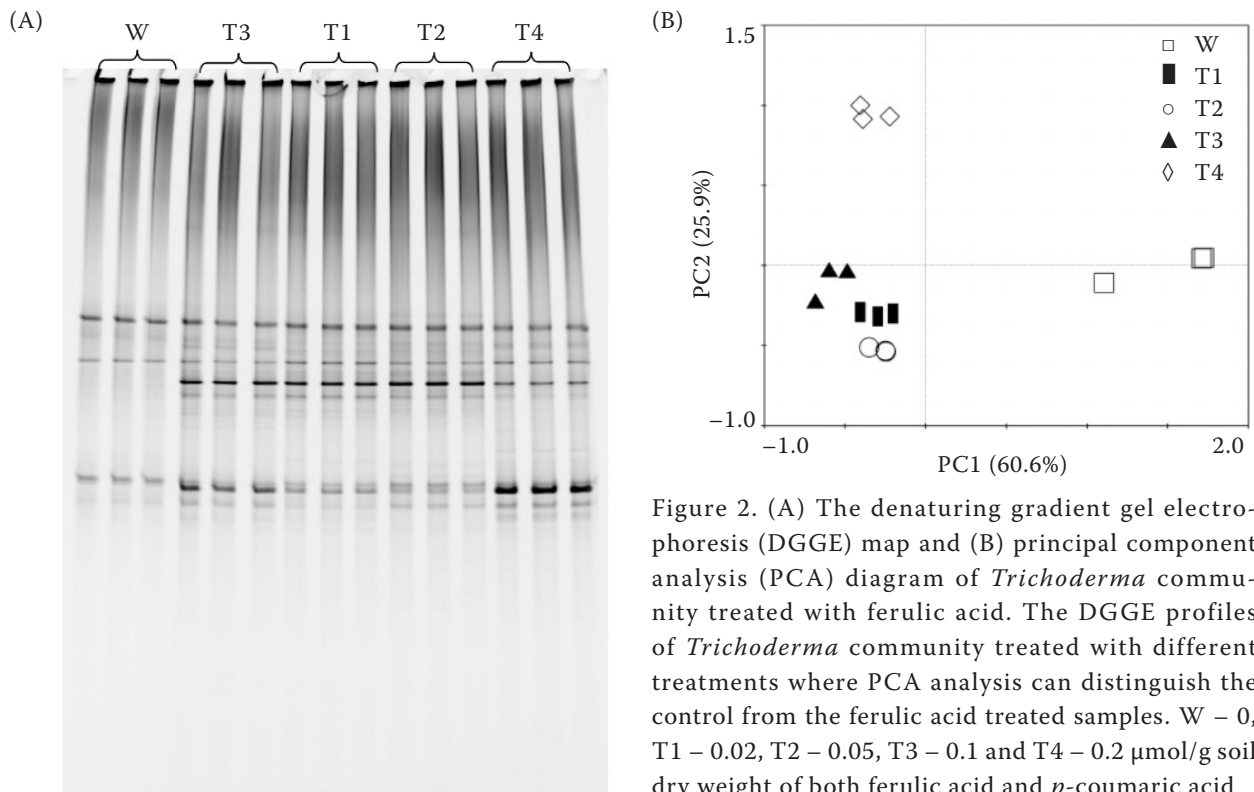 (A)
W T3 T1 T2 T4
(B)
1.5
W
T1
T2
T3
T4
PC2 (25.9%)
–1.0
–1.0 2.0
PC1 (60.6%)
Figure 2. (A) The denaturing gradient gel electro-
phoresis (DGGE) map and (B) principal component
analysis (PCA) diagram of Trichoderma commu-
nity treated with ferulic acid. The DGGE profiles
of Trichoderma community treated with different
treatments where PCA analysis can distinguish the
control from the ferulic acid treated samples. W – 0,
T1 – 0.02, T2 – 0.05, T3 – 0.1 and T4 – 0.2 μmol/g soil
dry weight of both ferulic acid and p-coumaric acid